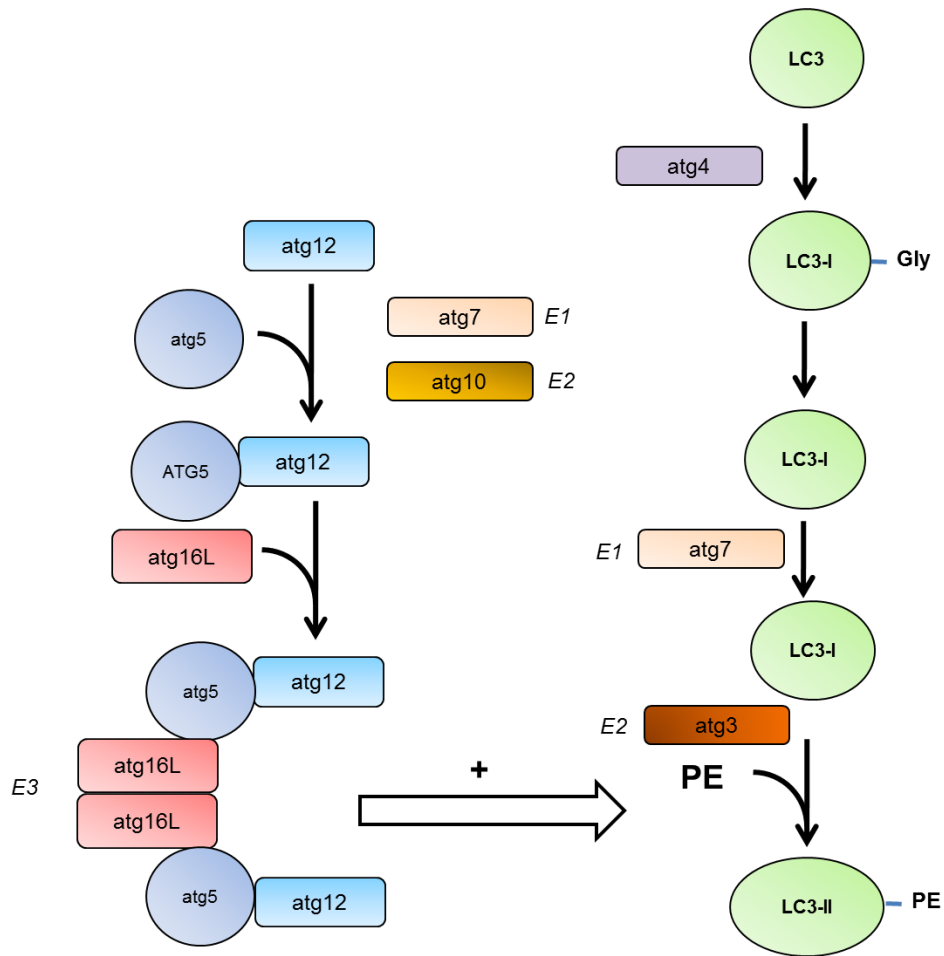 LC3
atg4
LC3-I
Gly
atg12
atg7
E1
atg5
atg10
E2
ATG5
atg12
LC3-I
atg16L
E1
atg7
LC3-I
atg5
atg12
E2
atg3
PE
atg16L
+
E3
atg16L
atg5
atg12
LC3-II
PE